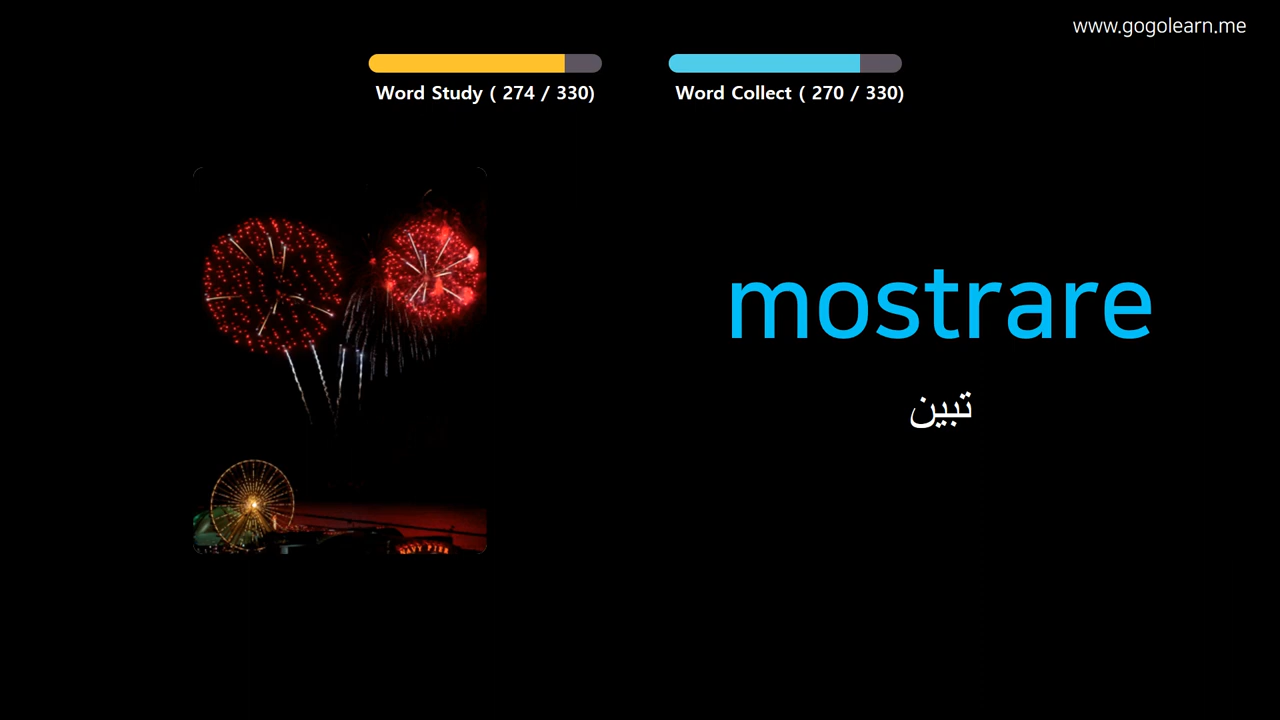 www.gogolearn.me
Word Study ( 274 / 330)
Word Collect ( 270 / 330)
mostrare
تبين